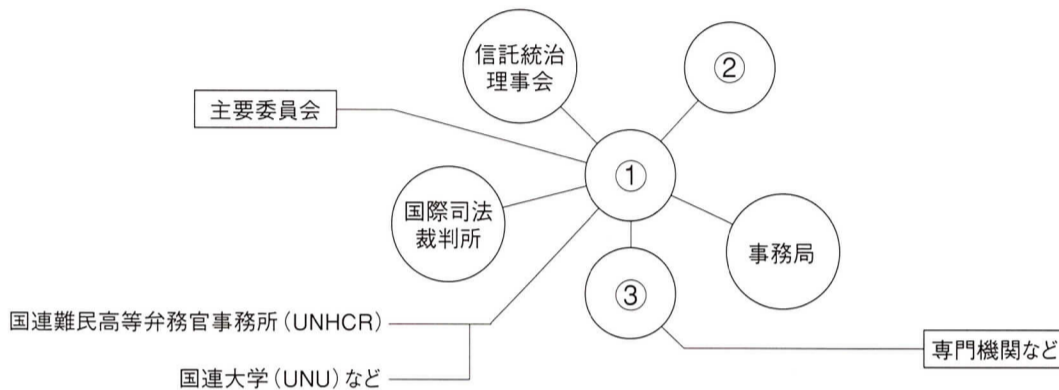 信託統治
理事会
②
主要委員会
①
国際司法
裁判所
事務局
③
国連難民高等弁務官事務所(UNHCR)
専門機関など
国連大学(UNU)など